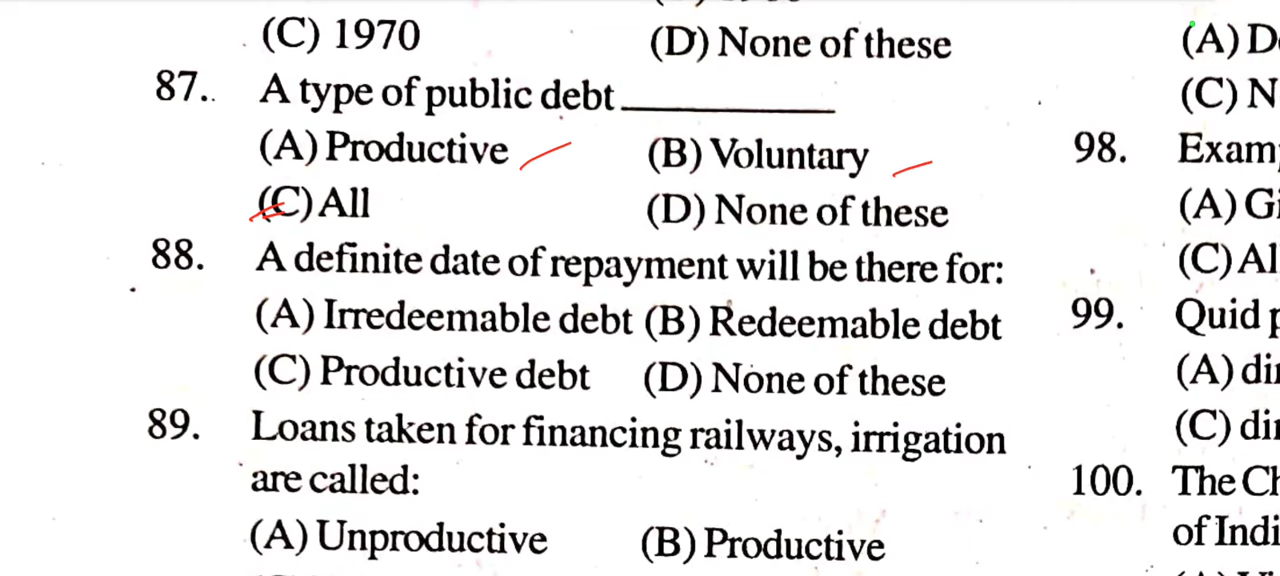 (C) 1970 (D) None of these
87. A type of public debt ____________
(A) Productive (B) Voluntary
(C) All (D) None of these
88. A definite date of repayment will be there for:
(A) Irredeemable debt (B) Redeemable debt
(C) Productive debt (D) None of these
89. Loans taken for financing railways, irrigation
are called:
(A) Unproductive (B) Productive
(A)
(C) N
98. Exam
(A) Gi
(C) Al
99. Quid
(A) di
(C) di
100. The Ch
of Indi